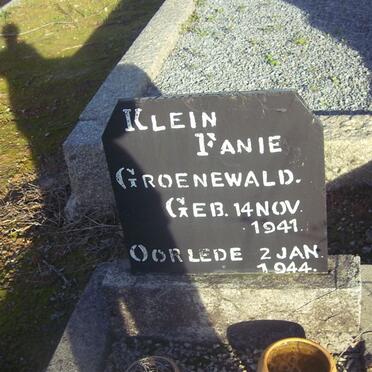 KLEIN
FANIE
GROENEWALD.
GEB. 14 NOV.
1941.
OORLEDE 2 JAN.
1944.